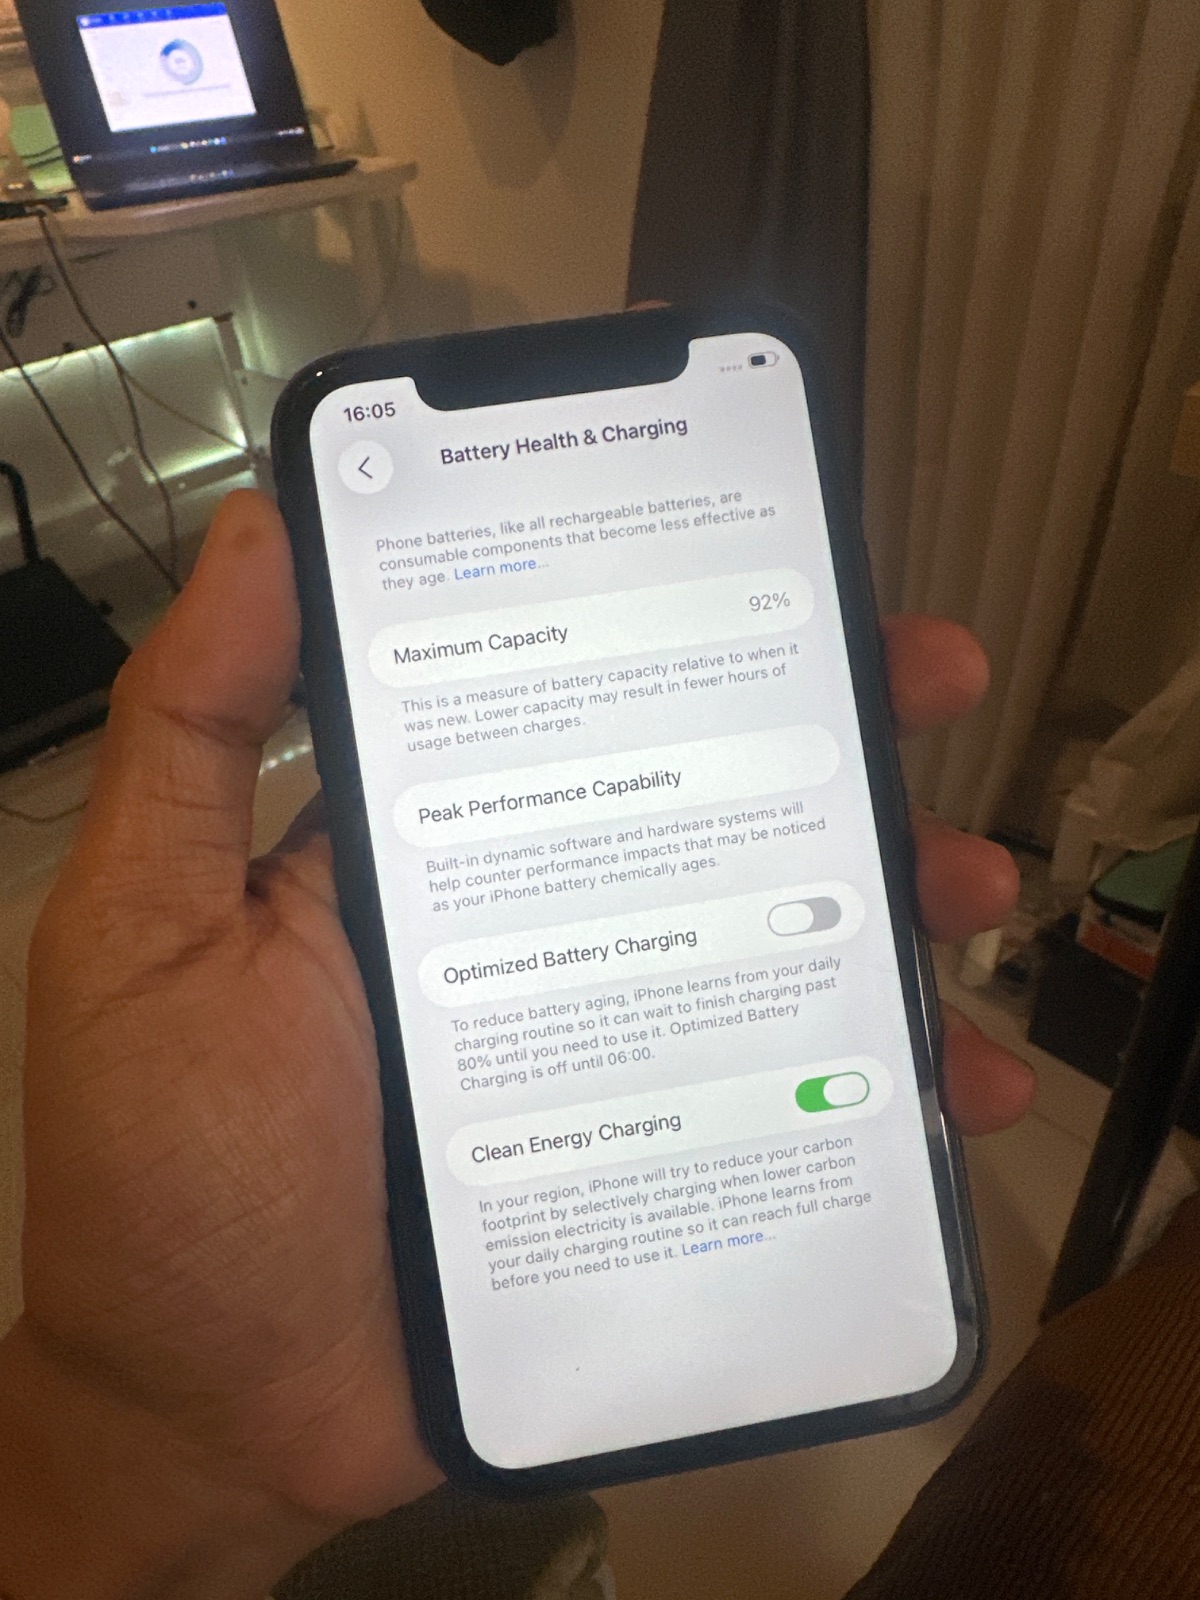 16:05
Battery Health & Charging
Phone batteries, like all rechargeable batteries, are
consumable components that become less effective as
they age. Learn more...
Maximum Capacity 92%
This is a measure of battery capacity relative to when it
was new. Lower capacity may result in fewer hours of
usage between charges.
Peak Performance Capability
Built-in dynamic software and hardware systems will
help counter performance impacts that may be noticed
as your iPhone battery chemically ages.
Optimized Battery Charging
To reduce battery aging, iPhone learns from your daily
charging routine so it can wait to finish charging past
80% until you need to use it. Optimized Battery
Charging is off until 06:00.
Clean Energy Charging
In your region, iPhone will try to reduce your carbon
footprint by selectively charging when lower carbon
emission electricity is available. iPhone learns from
your daily charging routine so it can reach full charge
before you need to use it. Learn more...